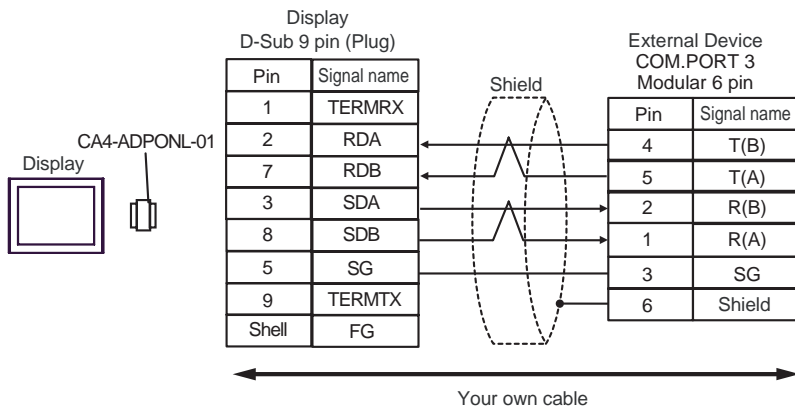 Display
D-Sub 9 pin (Plug)
Pin Signal name
1 TERMRX
2 RDA
7 RDB
3 SDA
8 SDB
5 SG
9 TERMTX
Shell FG
CA4-ADPONL-01
Display
Shield
External Device
COM.PORT 3
Modular 6 pin
Pin Signal name
4 T(B)
5 T(A)
2 R(B)
1 R(A)
3 SG
6 Shield
Your own cable